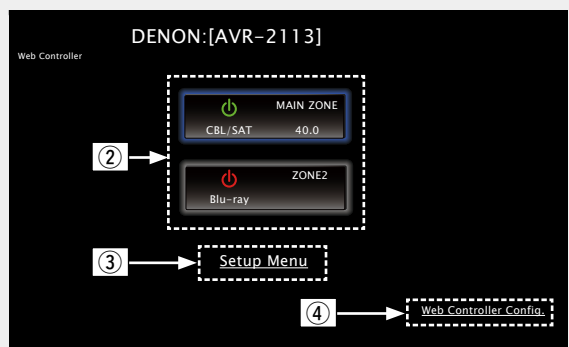 DENON:[AVR-2113]
Web Controller
MAIN ZONE
CBL/SAT 40.0
② 
ZONE2
Blu-ray
③ Setup Menu
④ Web Controller Config.